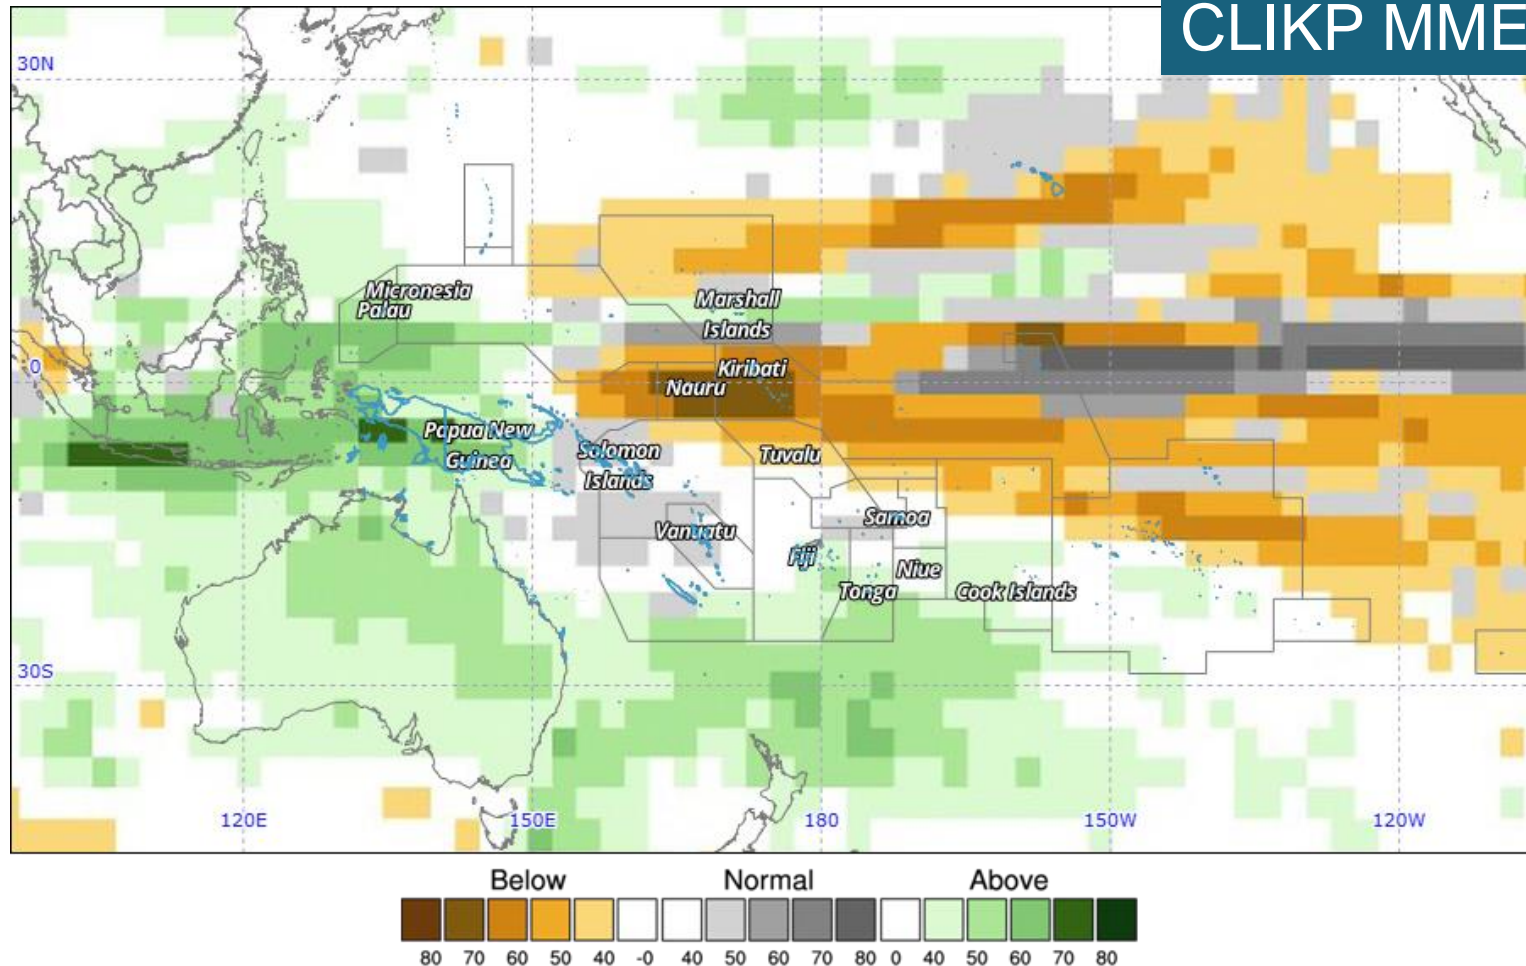 CLIKP MME
30N
Micronesia
Palau
Marshall
Islands
0
Kiribati
Nauru
Papua New
Guinea
Solomon
Islands
Tuvalu
Samoa
Vanuatu
Fiji
Niue
Tonga
Cook Islands
30S
120E
150E
180
150W
120W
Below
Normal
Above
80 70 60 50 40 -0 40 50 60 70 80 0 40 50 60 70 80